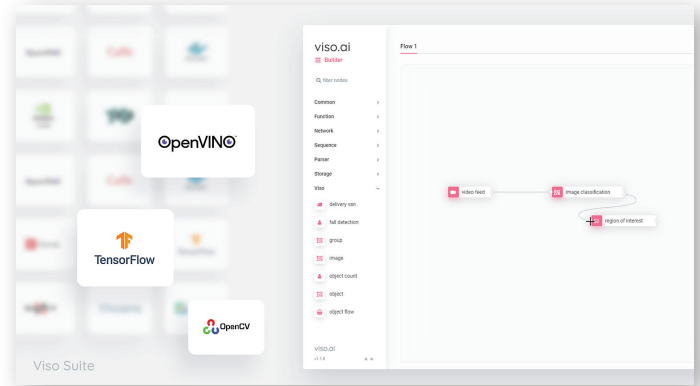 OpenVINO
TensorFlow
OpenCV
Viso Suite
viso.ai
Builder
filter nodes
Common
Function
Network
Sequence
Parser
Storage
Viso
delivery van
fall detection
group
image
object count
object
object flow
viso.ai
Flow 1
video feed
image classification
region of interest